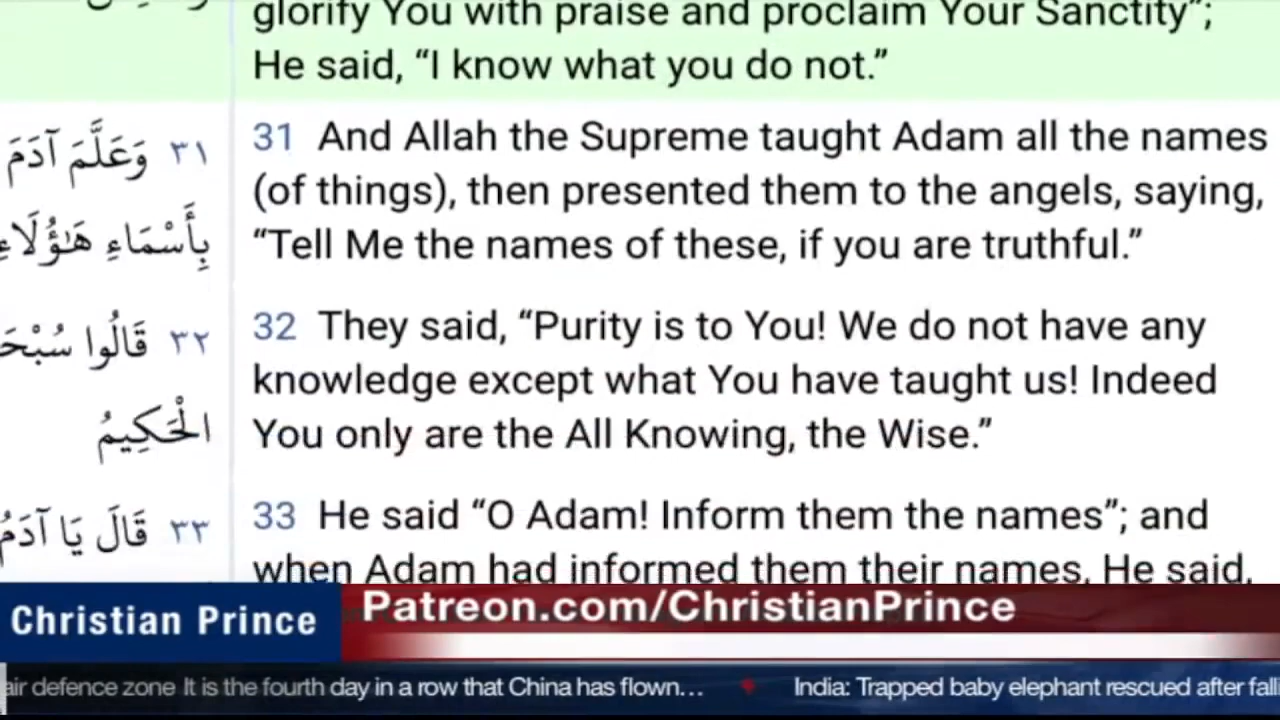 glorify You with praise and proclaim Your Sanctity”;
He said, “I know what you do not.”
٣١ وَعَلَّمَ آدَمَ
بِأَسْمَاءِ هَٰؤُلَاءِ
31 And Allah the Supreme taught Adam all the names
(of things), then presented them to the angels, saying,
“Tell Me the names of these, if you are truthful.”
٣٢ قَالُوا سُبْحَ
الْحَكِيمُ
32 They said, “Purity is to You! We do not have any
knowledge except what You have taught us! Indeed
You only are the All Knowing, the Wise.”
٣٣ قَالَ يَا آدَمُ
33 He said “O Adam! Inform them the names”; and
when Adam had informed them their names, He said,
Christian Prince
Patreon.com/ChristianPrince
air defence zone It is the fourth day in a row that China has flown... India: Trapped baby elephant rescued after falli